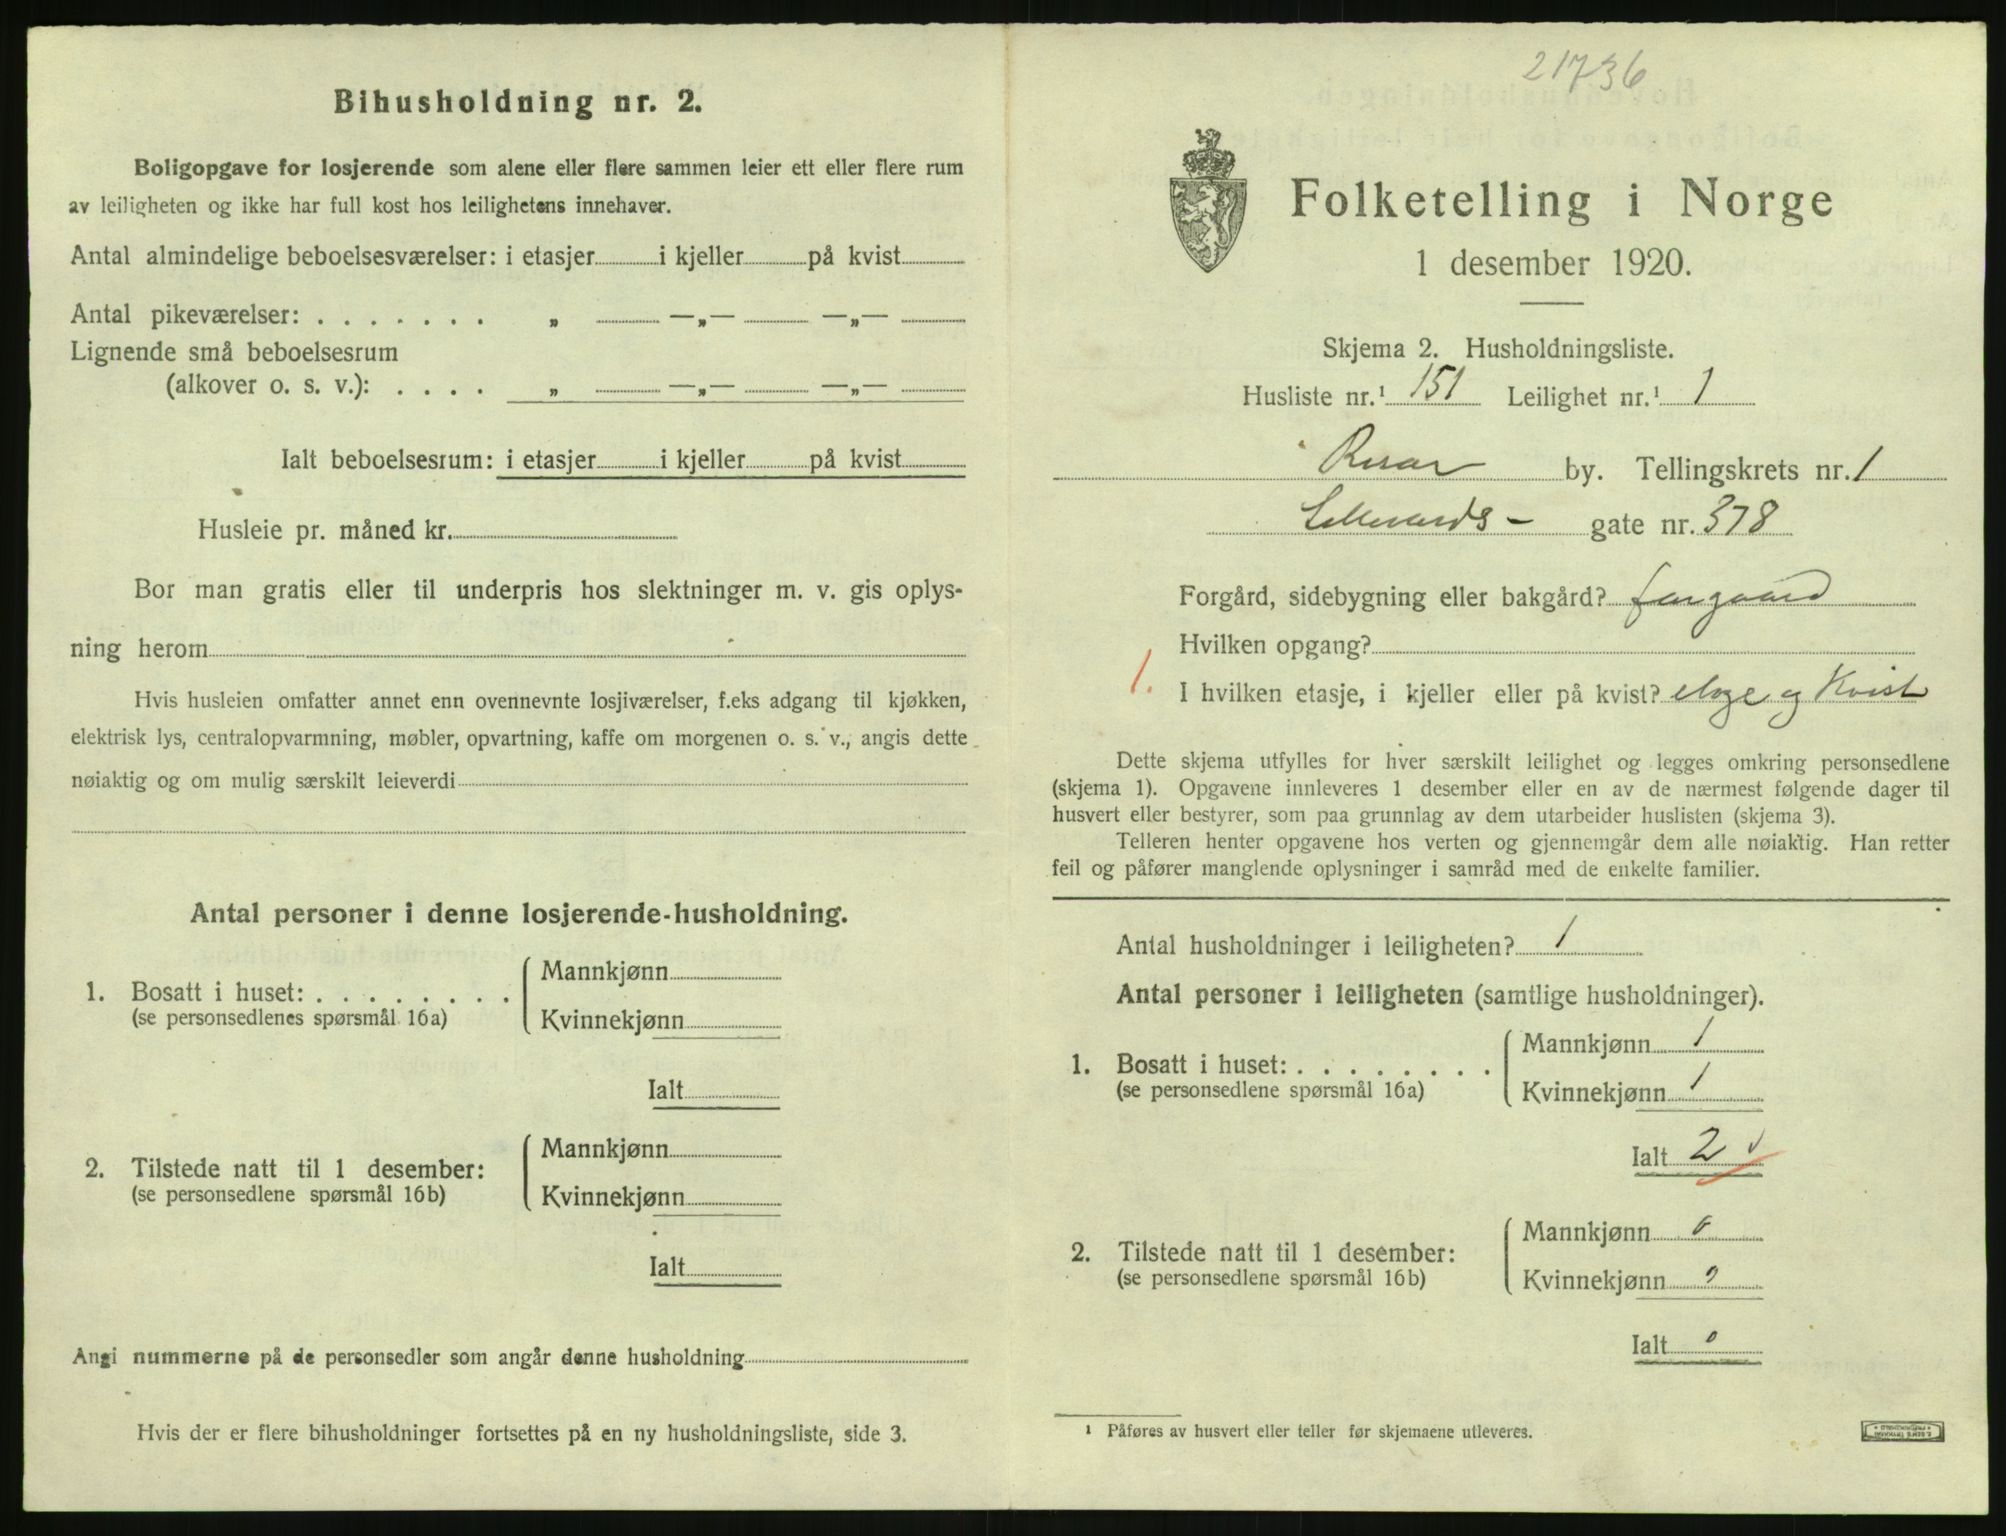 Bihusholdning nr. 2.
Boligopgave for losjerende som alene eller flere sammen leier ett eller flere rum
av leiligheten og ikke har full kost hos leilighetens innehaver.
Antal almindelige beboelsesværelser: i etasjer i kjeller på kvist
Antal pikeværelser: . . . . . . . „ —„— —„—
Lignende små beboelsesrum
(alkover o. s. v.): . . . . „ —„— —„—
Ialt beboelsesrum: i etasjer i kjeller på kvist
Husleie pr. måned kr.
Bor man gratis eller til underpris hos slektninger m. v. gis oplys-
ning herom
Hvis husleien omfatter annet enn ovennevnte losjiværelser, f.eks adgang til kjøkken,
elektrisk lys, centralopvarmning, møbler, opvartning, kaffe om morgenen o. s. v., angis dette
nøiaktig og om mulig særskilt leieverdi
Antal personer i denne losjerende-husholdning.
1. Bosatt i huset: . . . . . . . .
(se personsedlenes spørsmål 16a)
Mannkjønn
Kvinnekjønn
Ialt
2. Tilstede natt til 1 desember:
(se personsedlene spørsmål 16b)
Mannkjønn
Kvinnekjønn
Ialt
Angi nummerne på de personsedler som angår denne husholdning
Hvis der er flere bihusholdninger fortsettes på en ny husholdningsliste, side 3.
21736
Folketelling i Norge
1 desember 1920.
Skjema 2. Husholdningsliste.
Husliste nr.¹ 151 Leilighet nr.¹ 1
by. Tellingskrets nr. 1
gate nr. 378
Forgård, sidebygning eller bakgård? forgaard
Hvilken opgang?
1. I hvilken etasje, i kjeller eller på kvist? og Kvist
Dette skjema utfylles for hver særskilt leilighet og legges omkring personsedlene
(skjema 1). Opgavene innleveres 1 desember eller en av de nærmest følgende dager til
husvert eller bestyrer, som paa grunnlag av dem utarbeider huslisten (skjema 3).
Telleren henter opgavene hos verten og gjennemgår dem alle nøiaktig. Han retter
feil og påfører manglende oplysninger i samråd med de enkelte familier.
Antal husholdninger i leiligheten? 1
Antal personer i leiligheten (samtlige husholdninger).
1. Bosatt i huset: . . . . . . . .
(se personsedlene spørsmål 16a)
Mannkjønn 1
Kvinnekjønn 1
Ialt 2
2. Tilstede natt til 1 desember:
(se personsedlene spørsmål 16b)
Mannkjønn 0
Kvinnekjønn 0
Ialt 0
¹ Påføres av husvert eller teller før skjemaene utleveres.